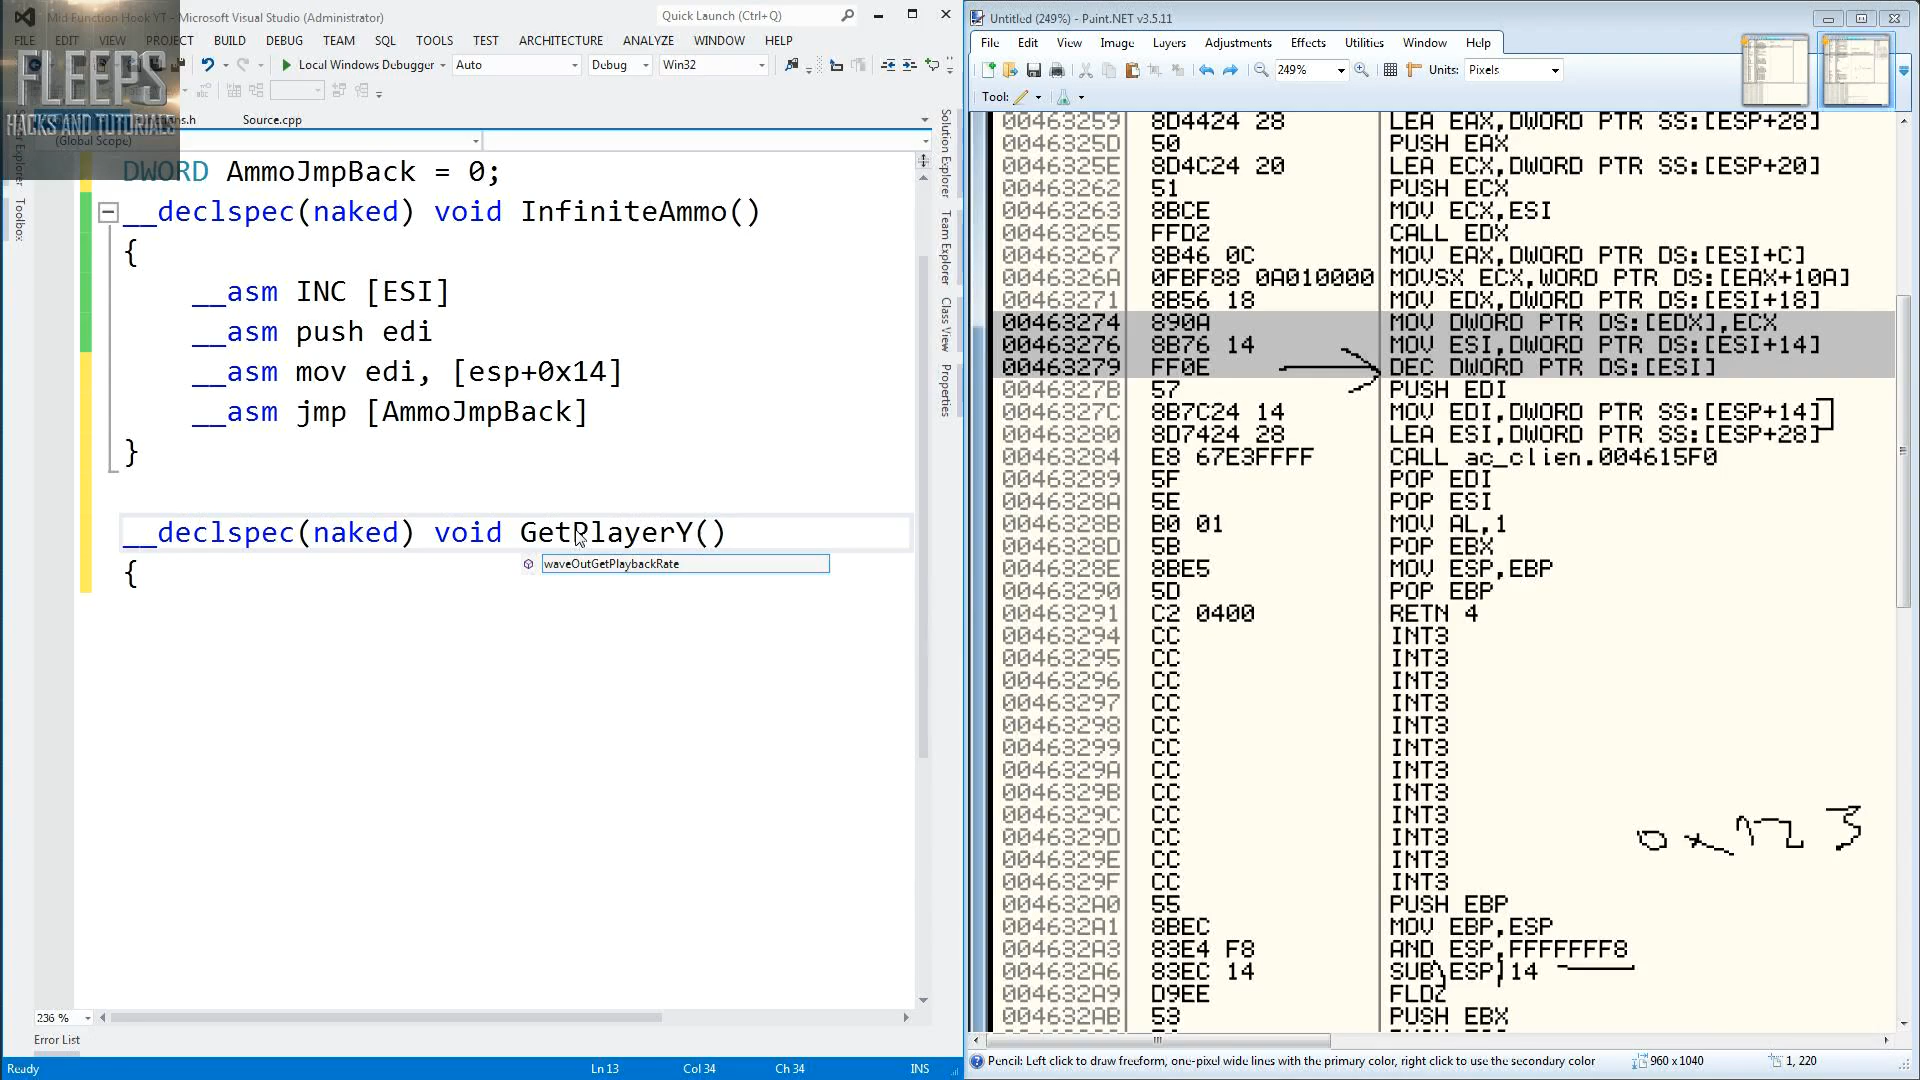 Mid Function Hook YT - Microsoft Visual Studio (Administrator)
Quick Launch (Ctrl+Q)
FILE EDIT VIEW PROJECT BUILD DEBUG TEAM SQL TOOLS TEST ARCHITECTURE ANALYZE WINDOW HELP
FLEEPS
HACKS AND TUTORIALS
Local Windows Debugger Auto Debug Win32
Source.cpp
(Global Scope)
Toolbox
Solution Explorer
Team Explorer
Class View
Properties
DWORD AmmoJmpBack = 0;
__declspec(naked) void InfiniteAmmo()
{
__asm INC [ESI]
__asm push edi
__asm mov edi, [esp+0x14]
__asm jmp [AmmoJmpBack]
}
__declspec(naked) void GetPlayerY()
waveOutGetPlaybackRate
{
236 %
Error List
Ready Ln 13 Col 34 Ch 34 INS
Untitled (249%) - Paint.NET v3.5.11
File Edit View Image Layers Adjustments Effects Utilities Window Help
249% Units: Pixels
Tool:
00463259 8D4424 28 LEA EAX,DWORD PTR SS:[ESP+28]
0046325D 50 PUSH EAX
0046325E 8D4C24 20 LEA ECX,DWORD PTR SS:[ESP+20]
00463262 51 PUSH ECX
00463263 8BCE MOV ECX,ESI
00463265 FFD2 CALL EDX
00463267 8B46 0C MOV EAX,DWORD PTR DS:[ESI+C]
0046326A 0FBF88 0A010000 MOVSX ECX,WORD PTR DS:[EAX+10A]
00463271 8B56 18 MOV EDX,DWORD PTR DS:[ESI+18]
00463274 890A MOV DWORD PTR DS:[EDX],ECX
00463276 8B76 14 MOV ESI,DWORD PTR DS:[ESI+14]
00463279 FF0E DEC DWORD PTR DS:[ESI]
0046327B 57 PUSH EDI
0046327C 8B7C24 14 MOV EDI,DWORD PTR SS:[ESP+14]
00463280 8D7424 28 LEA ESI,DWORD PTR SS:[ESP+28]
00463284 E8 67E3FFFF CALL ac_clien.004615F0
00463289 5F POP EDI
0046328A 5E POP ESI
0046328B B0 01 MOV AL,1
0046328D 5B POP EBX
0046328E 8BE5 MOV ESP,EBP
00463290 5D POP EBP
00463291 C2 0400 RETN 4
00463294 CC INT3
00463295 CC INT3
00463296 CC INT3
00463297 CC INT3
00463298 CC INT3
00463299 CC INT3
0046329A CC INT3
0046329B CC INT3
0046329C CC INT3
0046329D CC INT3
0046329E CC INT3
0046329F CC INT3
004632A0 55 PUSH EBP
004632A1 8BEC MOV EBP,ESP
004632A3 83E4 F8 AND ESP,FFFFFFF8
004632A6 83EC 14 SUB ESP,14
004632A9 D9EE FLDZ
004632AB 53 PUSH EBX
Pencil: Left click to draw freeform, one-pixel wide lines with the primary color, right click to use the secondary color
960 x 1040
1, 220